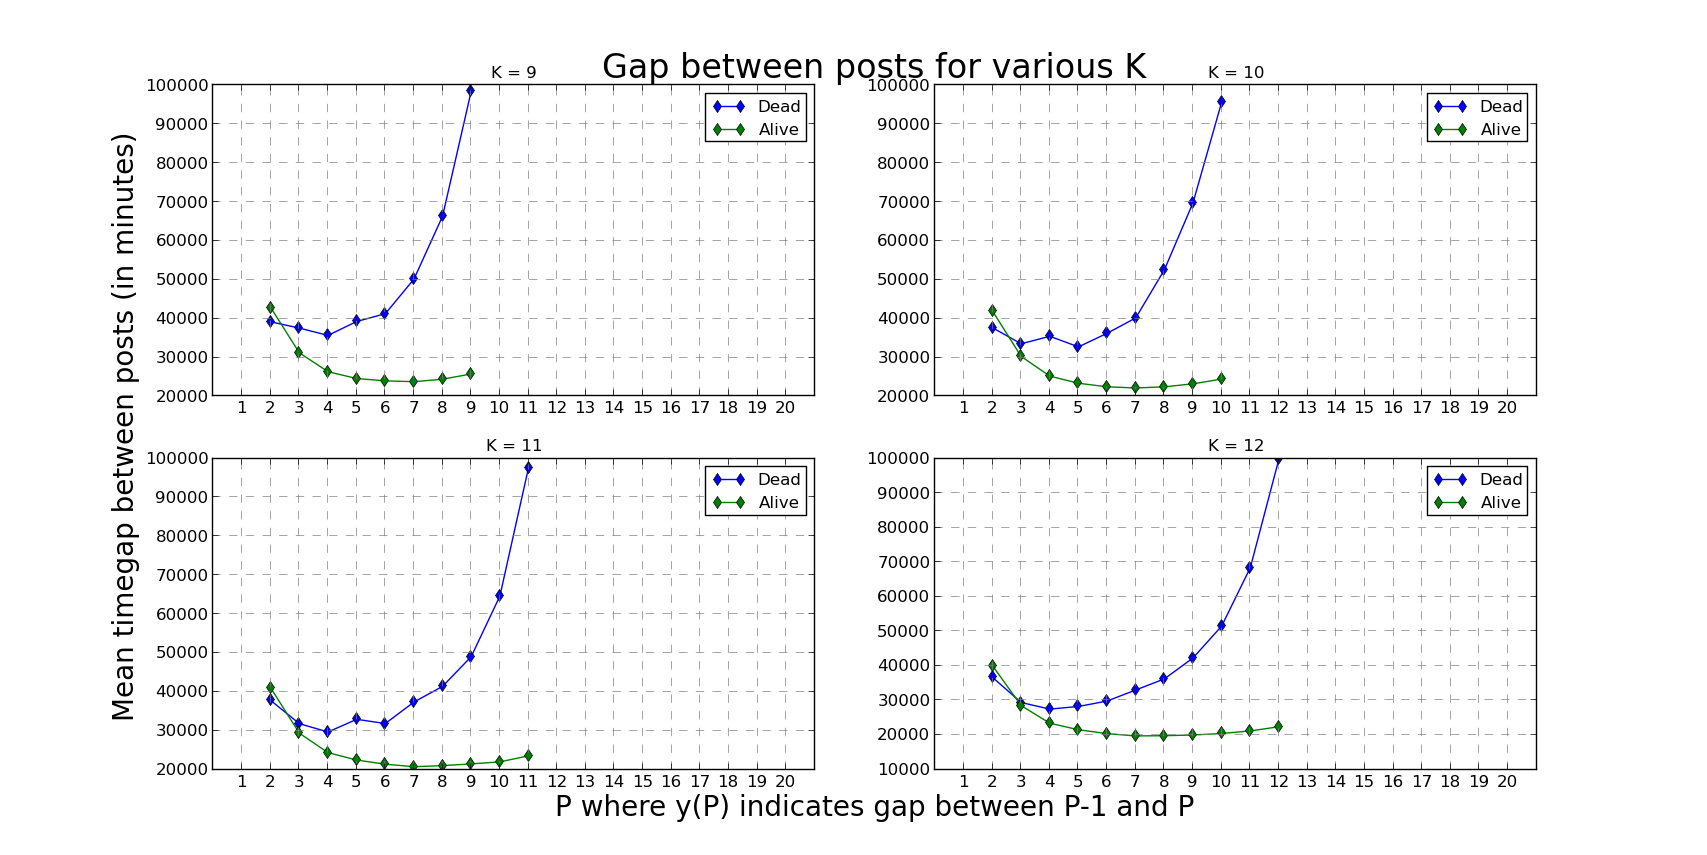 Gap between posts for various K
Mean timegap between posts (in minutes)
K = 9
100000
90000
80000
70000
60000
50000
40000
30000
20000
1 2 3 4 5 6 7 8 9 10 11 12 13 14 15 16 17 18 19 20
Dead
Alive
K = 10
100000
90000
80000
70000
60000
50000
40000
30000
20000
1 2 3 4 5 6 7 8 9 10 11 12 13 14 15 16 17 18 19 20
Dead
Alive
K = 11
100000
90000
80000
70000
60000
50000
40000
30000
20000
1 2 3 4 5 6 7 8 9 10 11 12 13 14 15 16 17 18 19 20
Dead
Alive
K = 12
100000
90000
80000
70000
60000
50000
40000
30000
20000
10000
1 2 3 4 5 6 7 8 9 10 11 12 13 14 15 16 17 18 19 20
Dead
Alive
P where y(P) indicates gap between P-1 and P